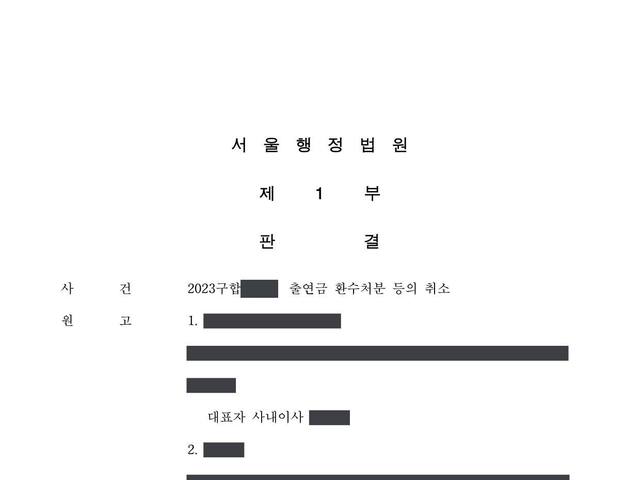 서 울 행 정 법 원
제 1 부
판 결
사 건 2023구합 출연금 환수처분 등의 취소
원 고 1.
대표자 사내이사
2.